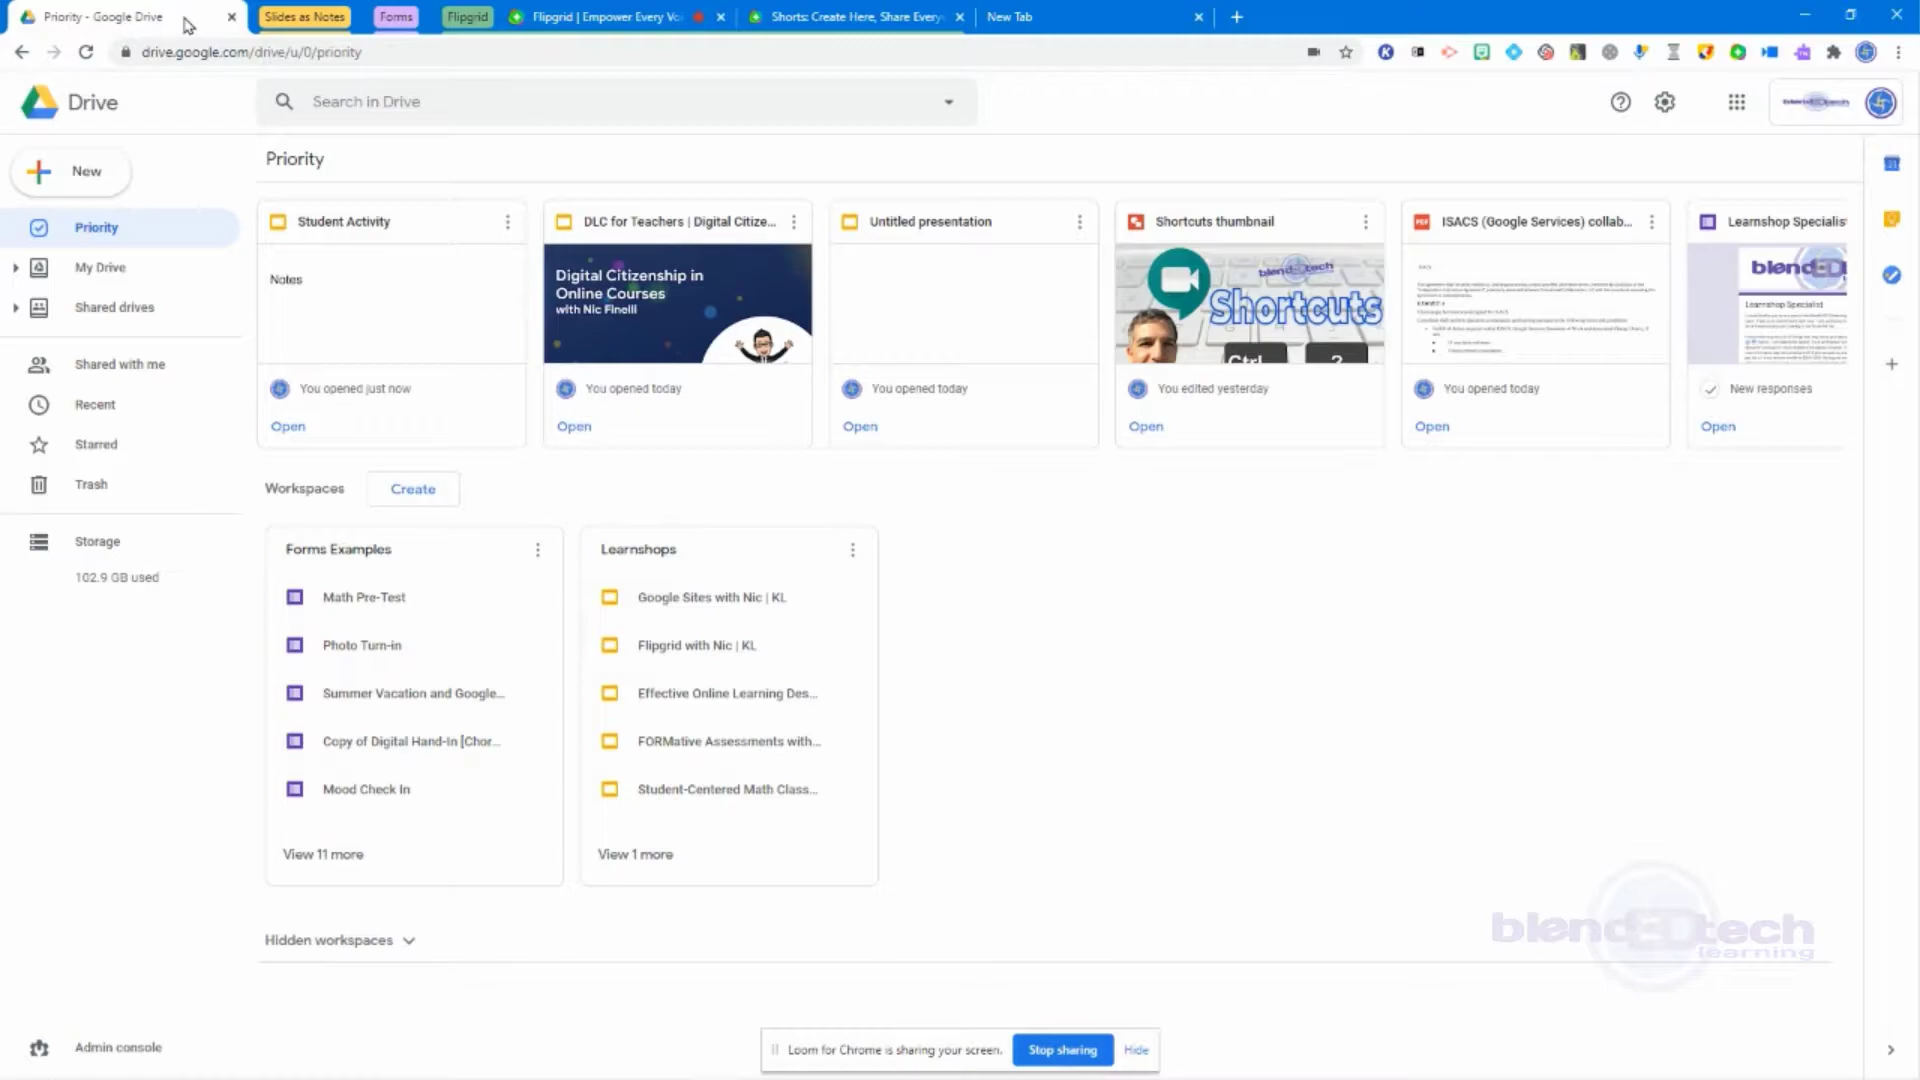 Priority - Google Drive
Slides as Notes
Forms
Flipgrid
Flipgrid | Empower Every Vo
Shorts: Create Here, Share Every
New Tab
drive.google.com/drive/u/0/priority
Drive
Search in Drive
blendEDtech
New
Priority
My Drive
Shared drives
Shared with me
Recent
Starred
Trash
Storage
102.9 GB used
Admin console
Priority
Student Activity
Notes
You opened just now
Open
DLC for Teachers | Digital Citize...
Digital Citizenship in
Online Courses
with Nic Finelli
You opened today
Open
Untitled presentation
You opened today
Open
Shortcuts thumbnail
blendEDtech
Shortcuts
Ctrl
?
You edited yesterday
Open
ISACS (Google Services) collab...
You opened today
Open
Learnshop Specialis
blendED
Learnshop Specialist
New responses
Open
Workspaces
Create
Forms Examples
Math Pre-Test
Photo Turn-in
Summer Vacation and Google...
Copy of Digital Hand-In [Chor...
Mood Check In
View 11 more
Learnshops
Google Sites with Nic | KL
Flipgrid with Nic | KL
Effective Online Learning Des...
FORMative Assessments with...
Student-Centered Math Class...
View 1 more
Hidden workspaces
blendEDtech
learning
Loom for Chrome is sharing your screen.
Stop sharing
Hide